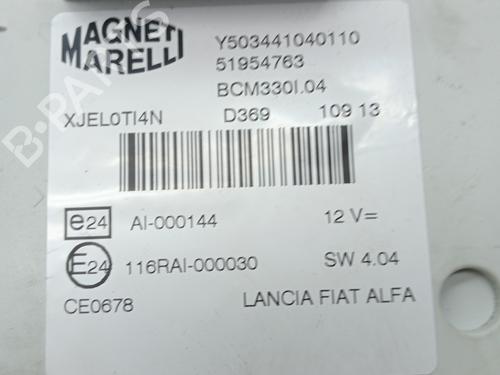 MAGNETI
MARELLI
Y503441040110
51954763
BCM330I.04
XJEL0TI4N D369 109 13
e24 AI-000144 12 V=
E24 116RAI-000030 SW 4.04
CE0678 LANCIA FIAT ALFA
B-PARTS